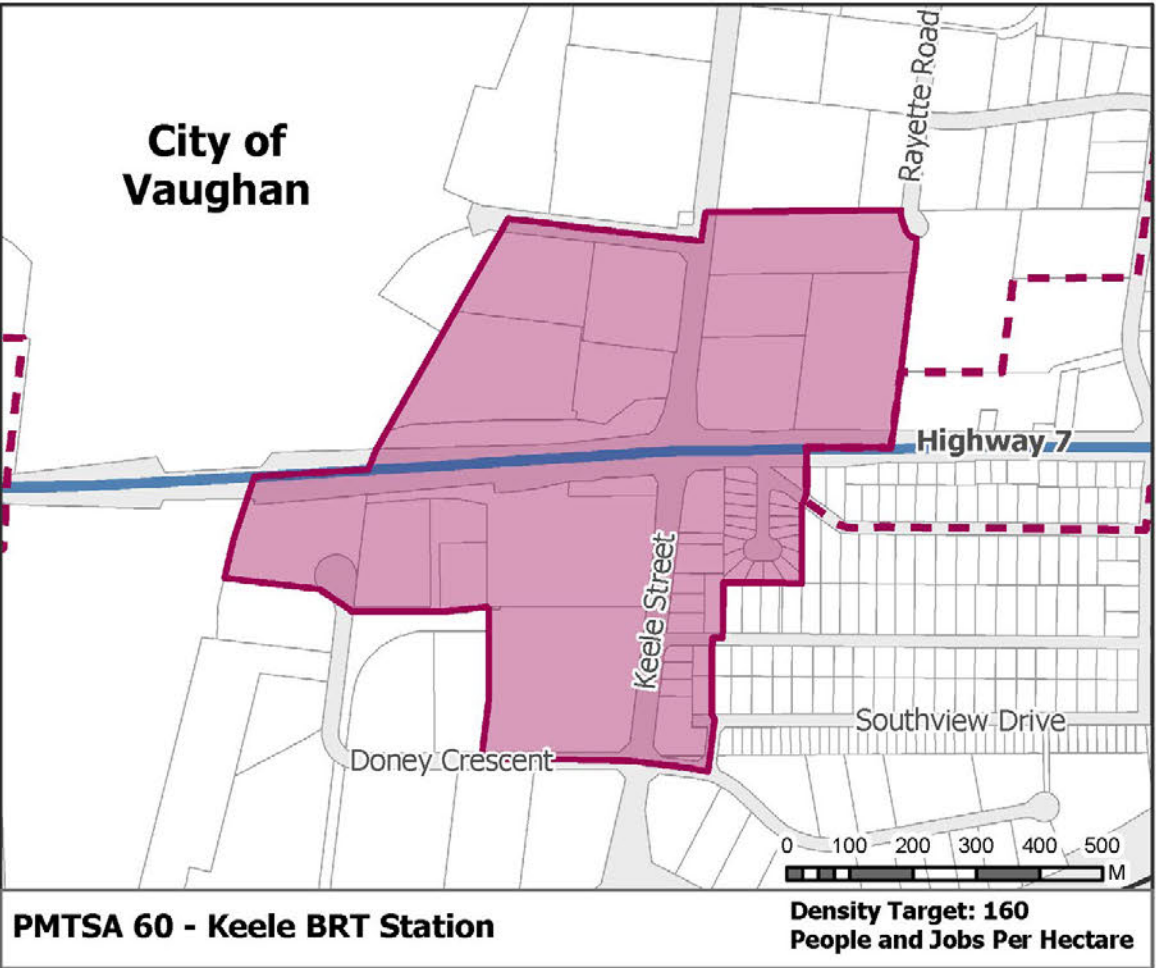 City of
Vaughan
Rayette Road
Highway 7
Keele Street
Southview Drive
Doney Crescent
0 100 200 300 400 500
M
PMTSA 60 - Keele BRT Station
Density Target: 160
People and Jobs Per Hectare